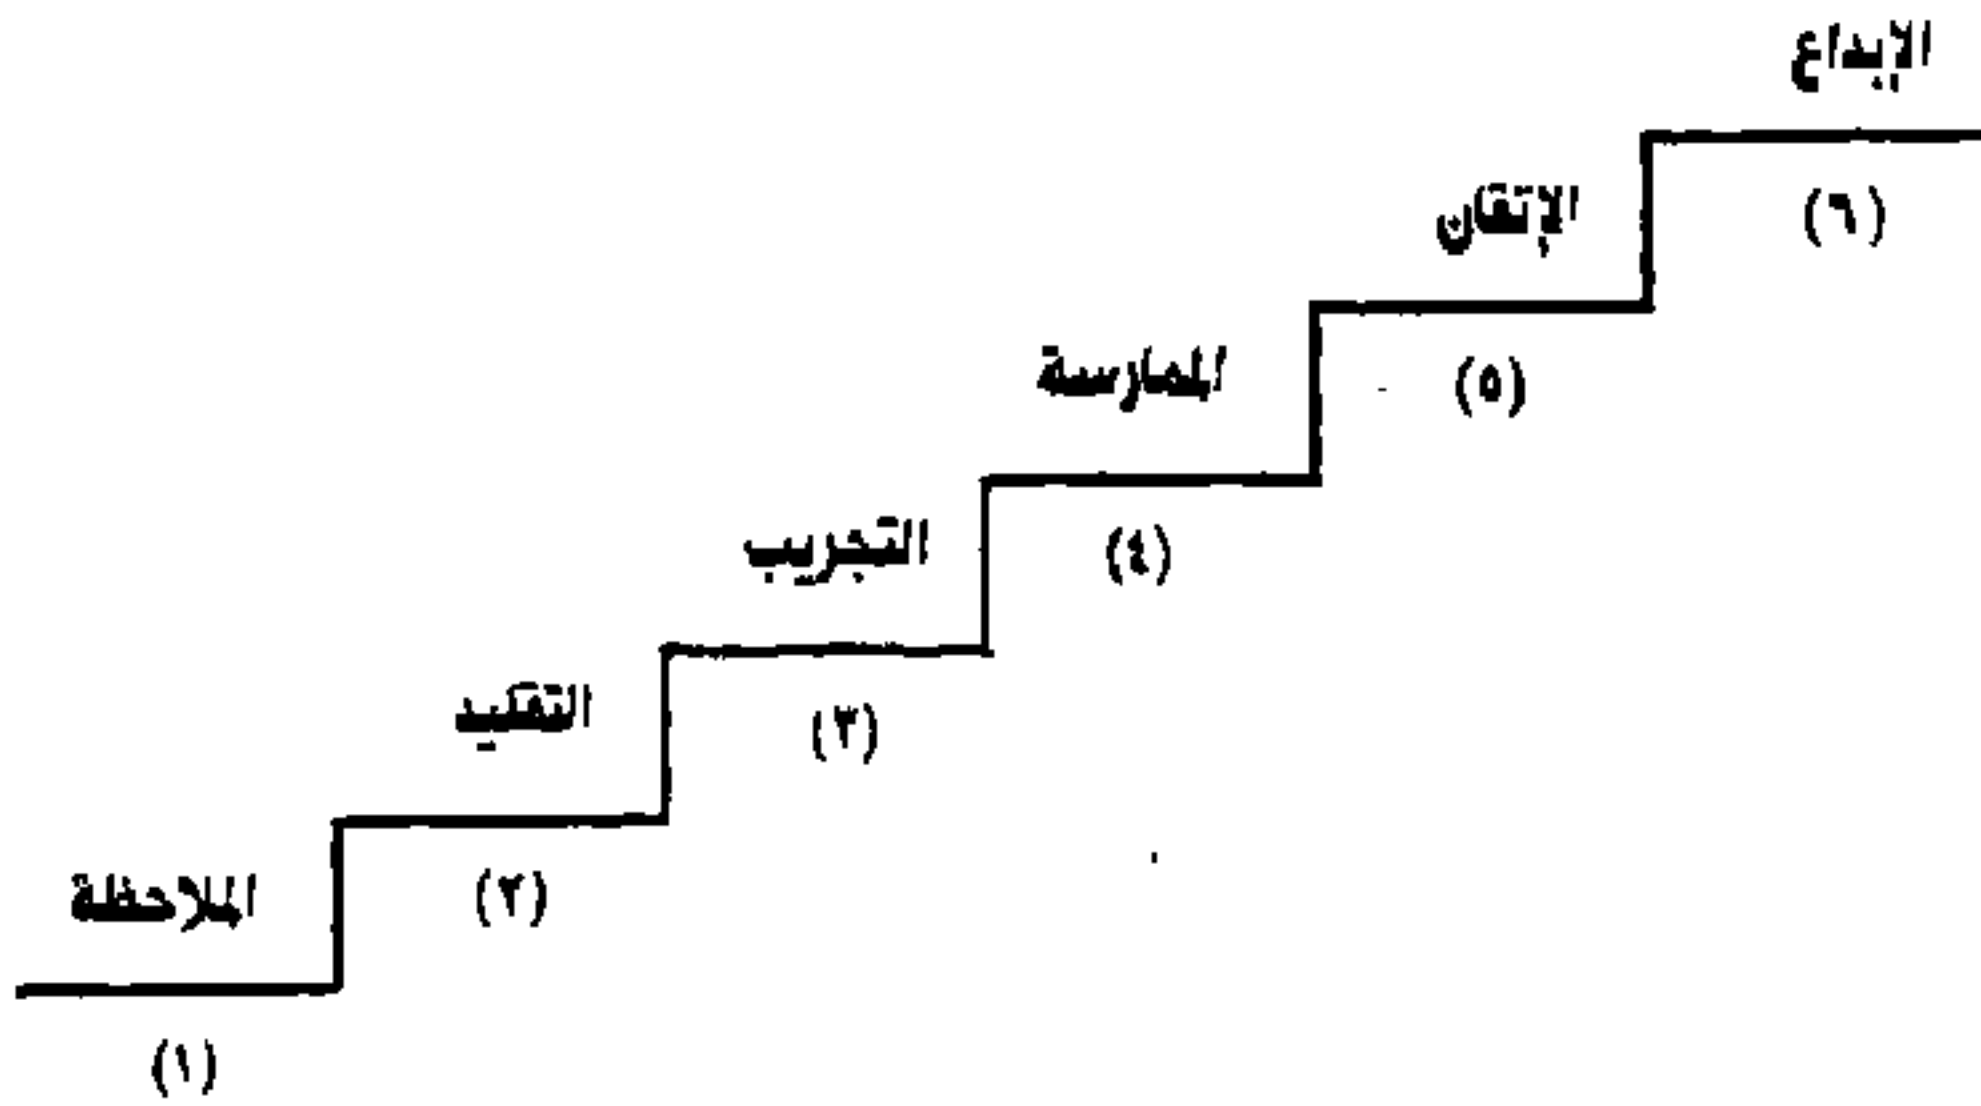 الإبداع
(٦)
الإتقان
(٥)
الممارسة
(٤)
التجريب
(٣)
التقليد
(٢)
الملاحظة
(١)